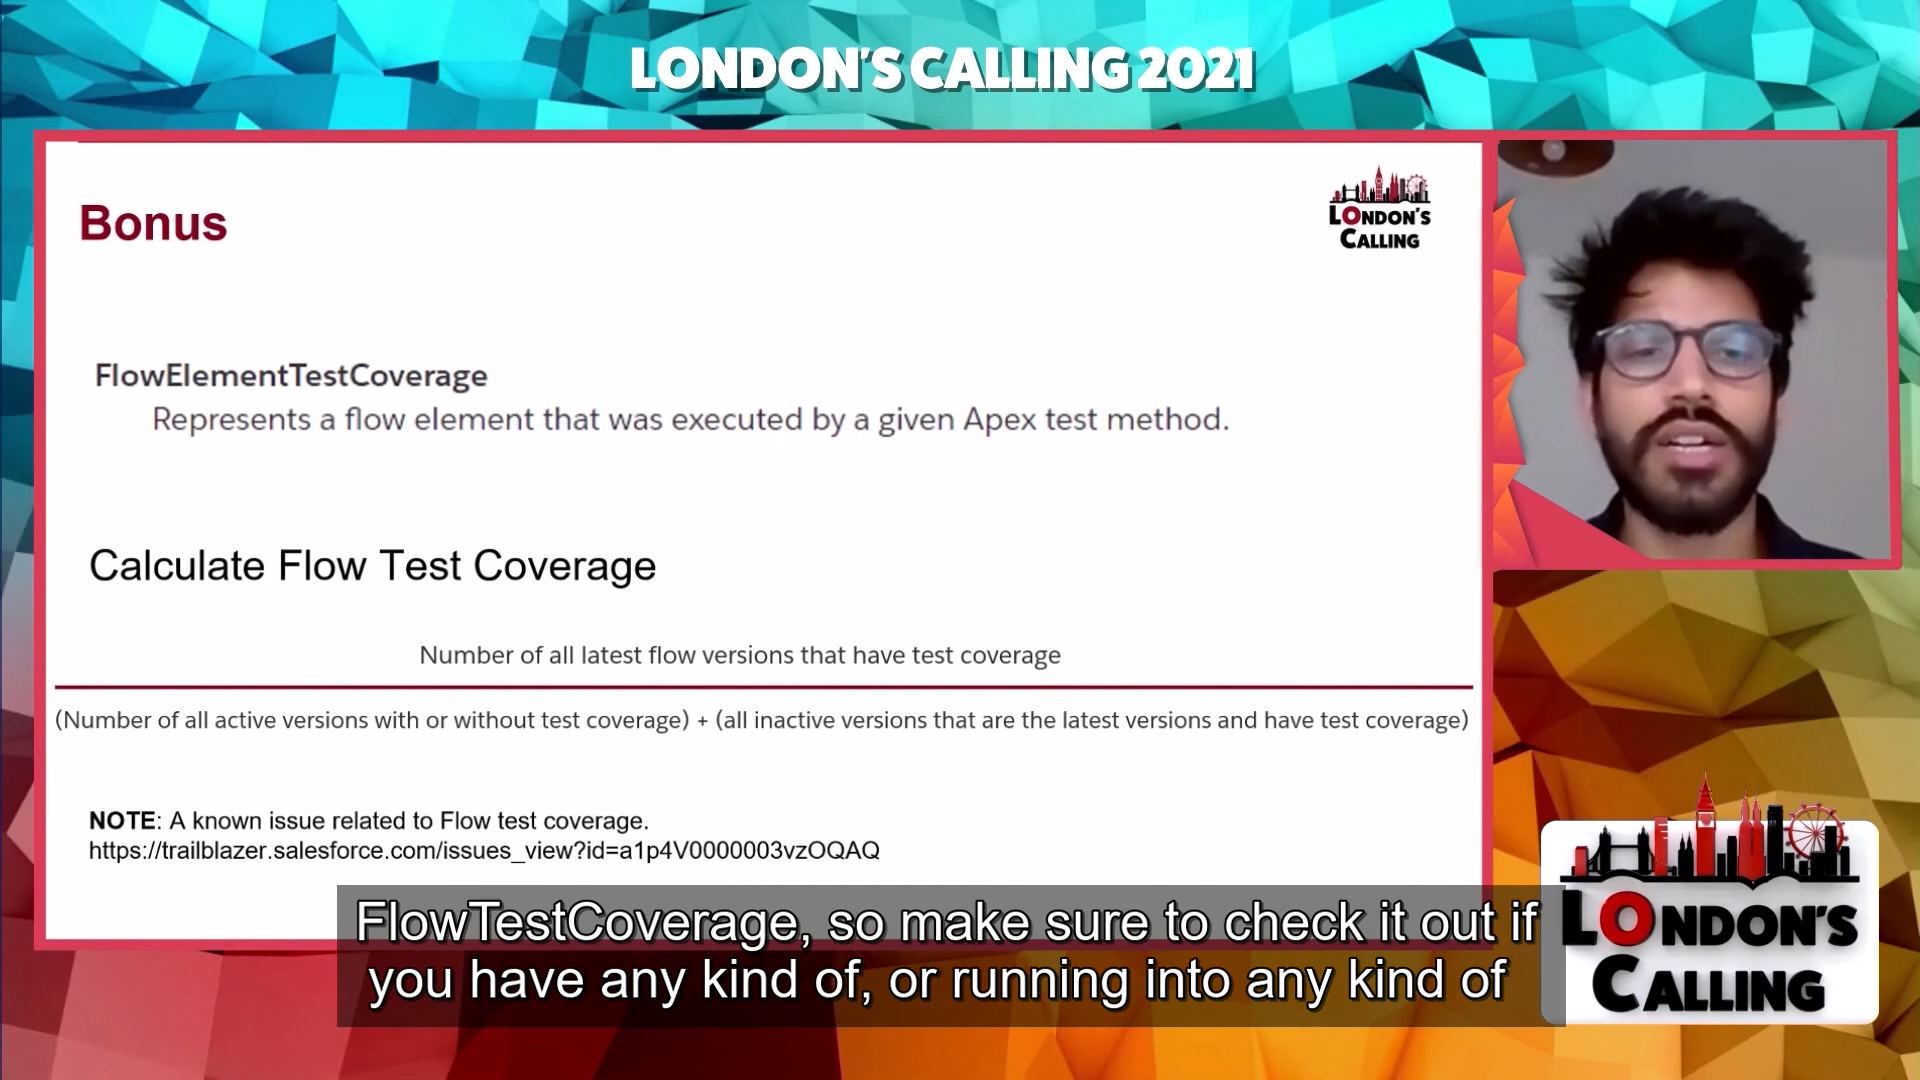 LONDON'S CALLING 2021
Bonus
LONDON'S
CALLING
FlowElementTestCoverage
Represents a flow element that was executed by a given Apex test method.
Calculate Flow Test Coverage
Number of all latest flow versions that have test coverage
(Number of all active versions with or without test coverage) + (all inactive versions that are the latest versions and have test coverage)
NOTE: A known issue related to Flow test coverage.
https://trailblazer.salesforce.com/issues_view?id=a1p4V0000003vzOQAQ
FlowTestCoverage, so make sure to check it out if
you have any kind of, or running into any kind of
LONDON'S
CALLING